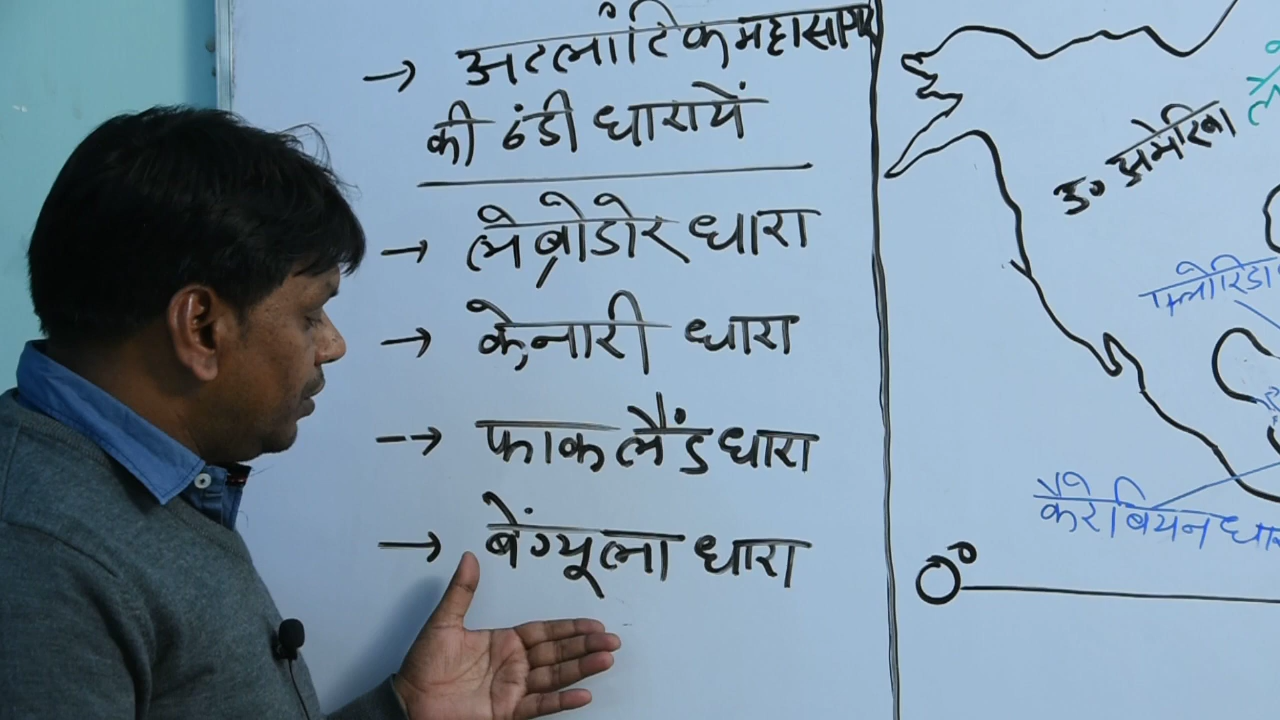 → अटलांटिक महासागर
की ठंडी धारायें
→ लेब्रोडोर धारा
→ केनारी धारा
→ फाकलैंड धारा
→ बेंग्यूला धारा
उ० अमेरिका
फ्लोरिडा
कैरेबियन धारा
0°